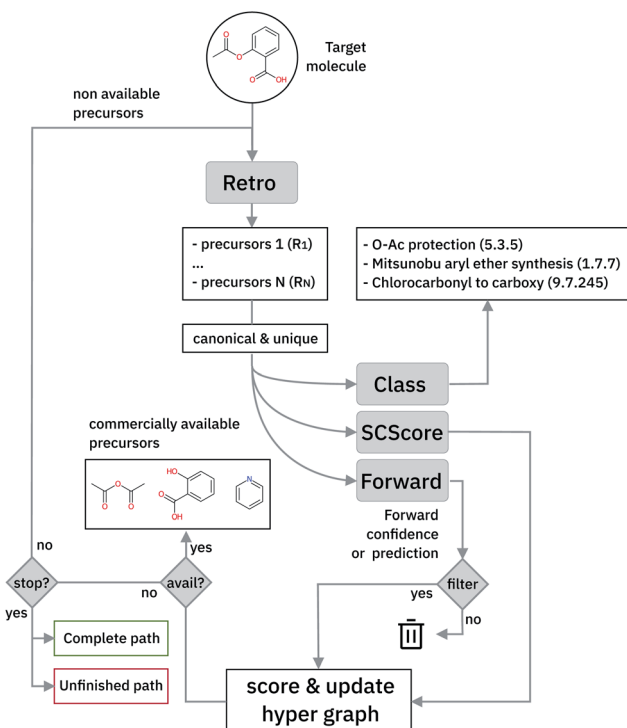 Target
molecule
O
O
O
OH
non available
precursors
Retro
- precursors 1 (R1)
...
- precursors N (RN)
- O-Ac protection (5.3.5)
- Mitsunobu aryl ether synthesis (1.7.7)
- Chlorocarbonyl to carboxy (9.7.245)
canonical & unique
Class
SCScore
Forward
commercially available
precursors
O
O
O
HO
O
OH
N
Forward
confidence
or prediction
no
yes
stop?
no
avail?
yes
filter
yes
no
Complete path
Unfinished path
score & update
hyper graph